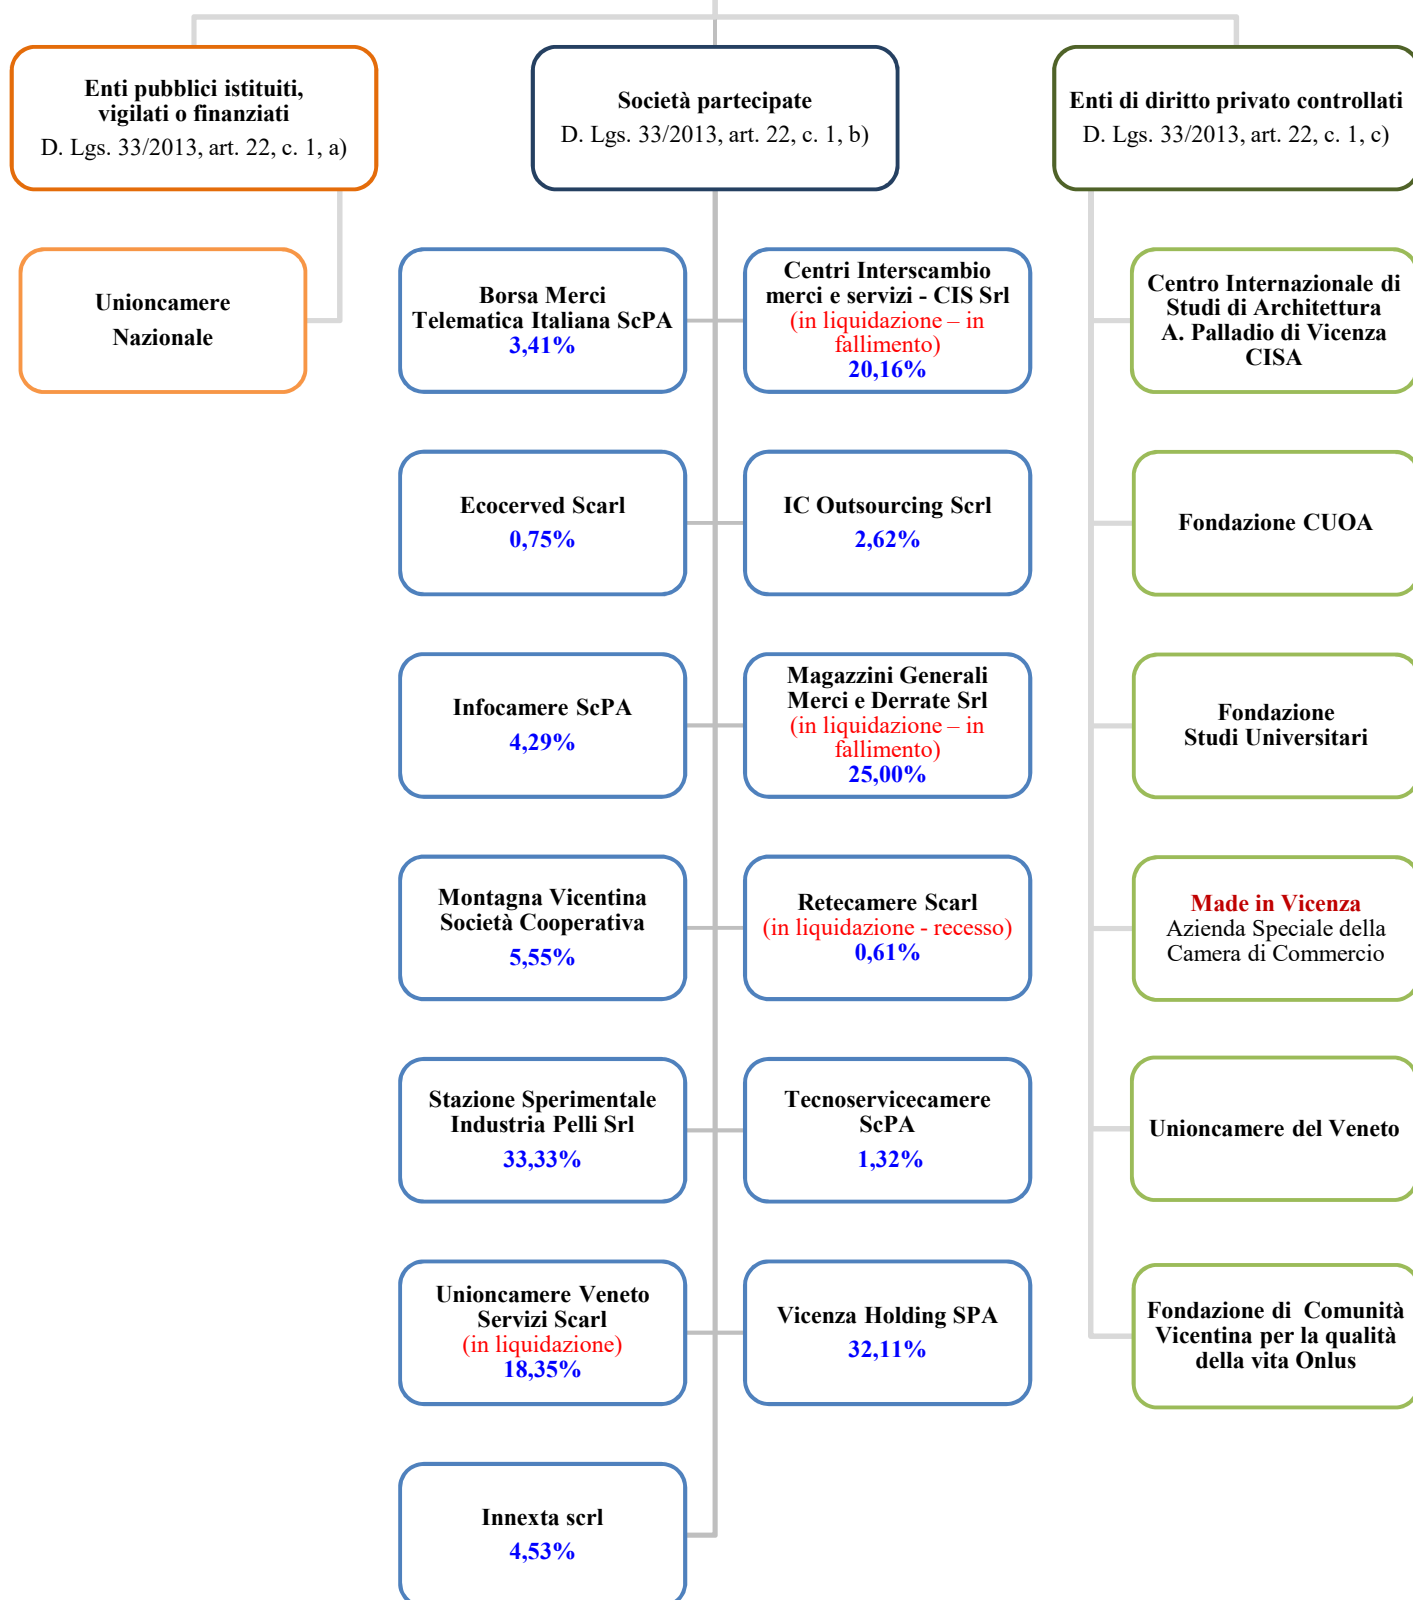 Enti pubblici istituiti,
vigilati o finanziati
D. Lgs. 33/2013, art. 22, c. 1, a)
Società partecipate
D. Lgs. 33/2013, art. 22, c. 1, b)
Enti di diritto privato controllati
D. Lgs. 33/2013, art. 22, c. 1, c)
Unioncamere
Nazionale
Borsa Merci
Telematica Italiana ScPA
3,41%
Centri Interscambio
merci e servizi - CIS Srl
(in liquidazione – in
fallimento)
20,16%
Centro Internazionale di
Studi di Architettura
A. Palladio di Vicenza
CISA
Ecocerved Scarl
0,75%
IC Outsourcing Scrl
2,62%
Fondazione CUOA
Infocamere ScPA
4,29%
Magazzini Generali
Merci e Derrate Srl
(in liquidazione – in
fallimento)
25,00%
Fondazione
Studi Universitari
Montagna Vicentina
Società Cooperativa
5,55%
Retecamere Scarl
(in liquidazione - recesso)
0,61%
Made in Vicenza
Azienda Speciale della
Camera di Commercio
Stazione Sperimentale
Industria Pelli Srl
33,33%
Tecnoservicecamere
ScPA
1,32%
Unioncamere del Veneto
Unioncamere Veneto
Servizi Scarl
(in liquidazione)
18,35%
Vicenza Holding SPA
32,11%
Fondazione di Comunità
Vicentina per la qualità
della vita Onlus
Innexta scrl
4,53%